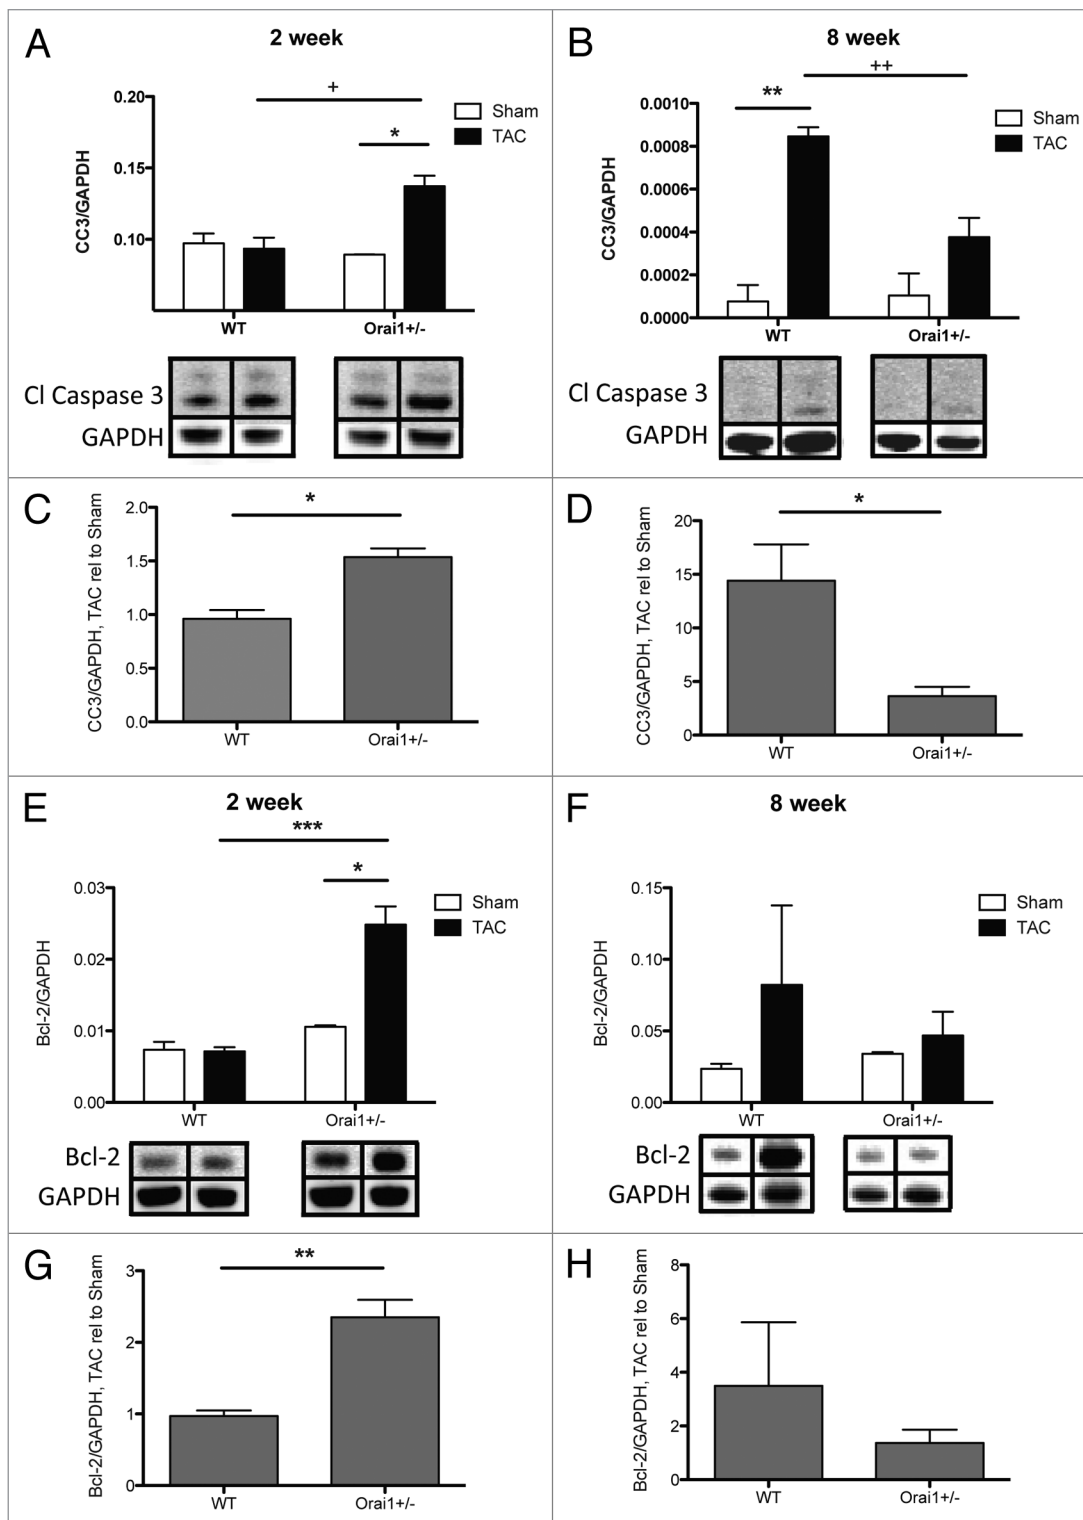 A
2 week
+
*
Sham
TAC
CC3/GAPDH
0.20
0.15
0.10
WT
Orai1+/-
Cl Caspase 3
GAPDH
B
8 week
++
**
Sham
TAC
CC3/GAPDH
0.0010
0.0008
0.0006
0.0004
0.0002
0.0000
WT
Orai1+/-
Cl Caspase 3
GAPDH
C
*
CC3/GAPDH, TAC rel to Sham
2.0
1.5
1.0
0.5
0.0
WT
Orai1+/-
D
*
CC3/GAPDH, TAC rel to Sham
20
15
10
5
0
WT
Orai1+/-
E
2 week
***
*
Sham
TAC
Bcl-2/GAPDH
0.03
0.02
0.01
0.00
WT
Orai1+/-
Bcl-2
GAPDH
F
8 week
Sham
TAC
Bcl-2/GAPDH
0.15
0.10
0.05
0.00
WT
Orai1+/-
Bcl-2
GAPDH
G
**
Bcl-2/GAPDH, TAC rel to Sham
3
2
1
0
WT
Orai1+/-
H
Bcl-2/GAPDH, TAC rel to Sham
8
6
4
2
0
WT
Orai1+/-